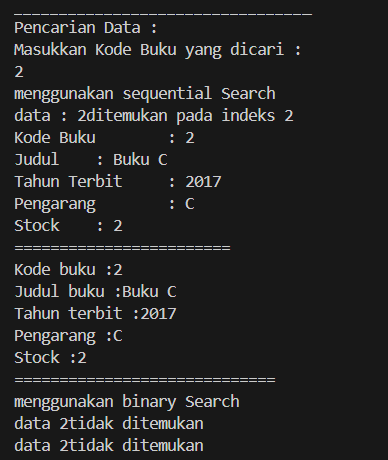 _________________________________
Pencarian Data :
Masukkan Kode Buku yang dicari :
2
menggunakan sequential Search
data : 2ditemukan pada indeks 2
Kode Buku        : 2
Judul    : Buku C
Tahun Terbit     : 2017
Pengarang        : C
Stock    : 2
========================
Kode buku :2
Judul buku :Buku C
Tahun terbit :2017
Pengarang :C
Stock :2
=============================
menggunakan binary Search
data 2tidak ditemukan
data 2tidak ditemukan